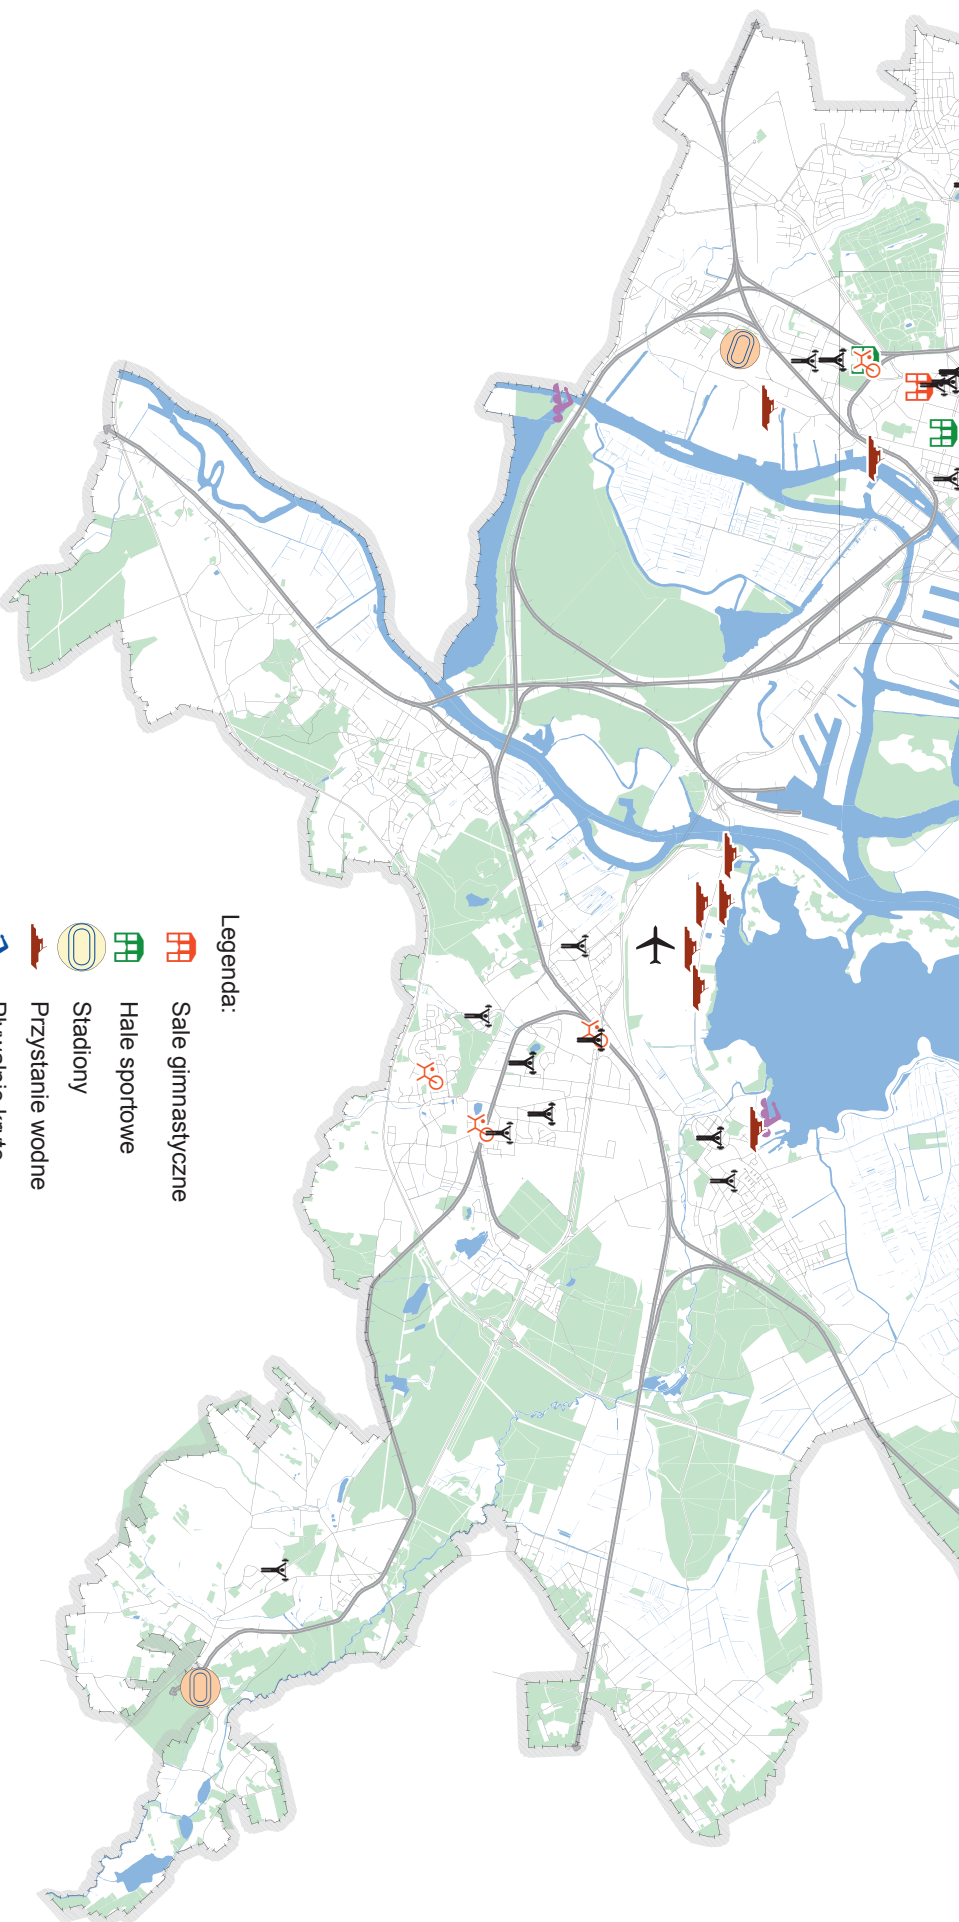 Legenda:
Sale gimnastyczne
Hale sportowe
Stadiony
Przystanie wodne